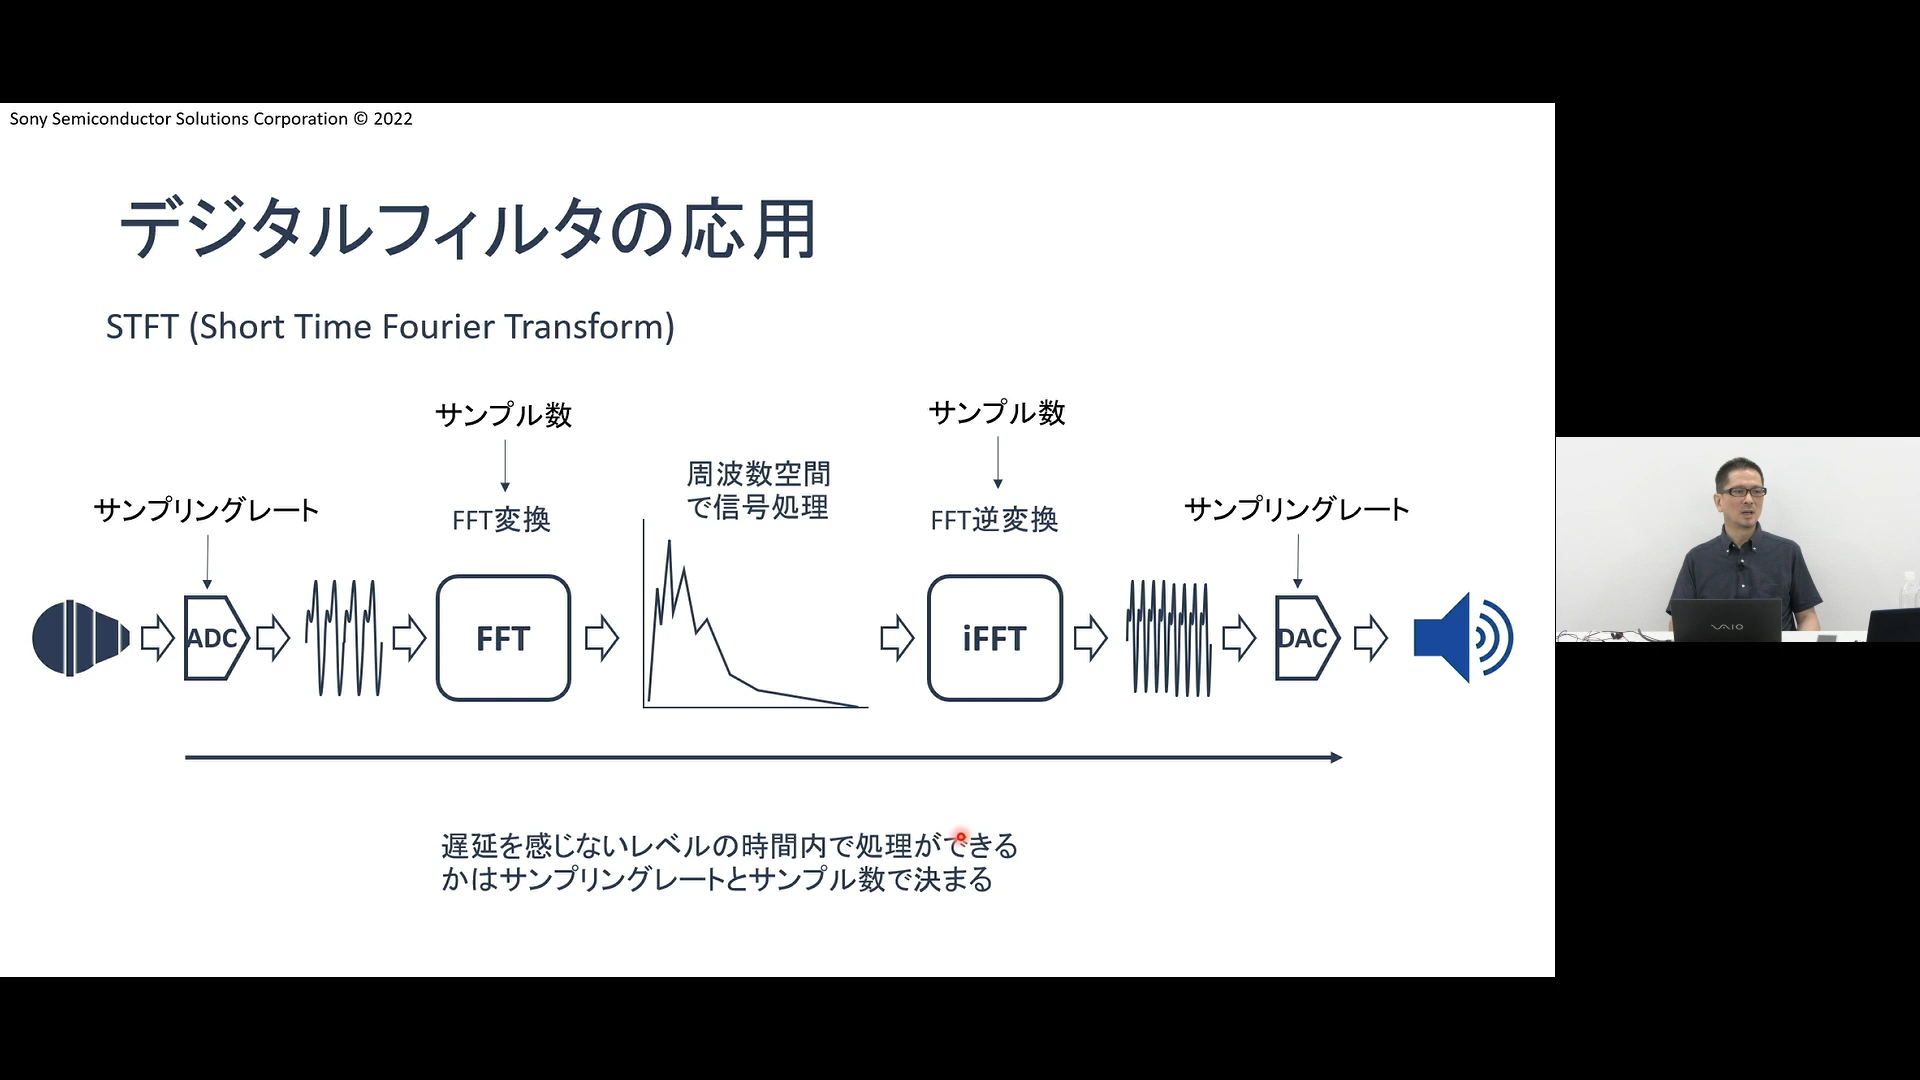 Sony Semiconductor Solutions Corporation © 2022
デジタルフィルタの応用
STFT (Short Time Fourier Transform)
サンプル数
サンプル数
周波数空間
で信号処理
サンプリングレート
FFT変換
FFT逆変換
サンプリングレート
ADC
FFT
iFFT
DAC
遅延を感じないレベルの時間内で処理ができる
かはサンプリングレートとサンプル数で決まる
VAIO